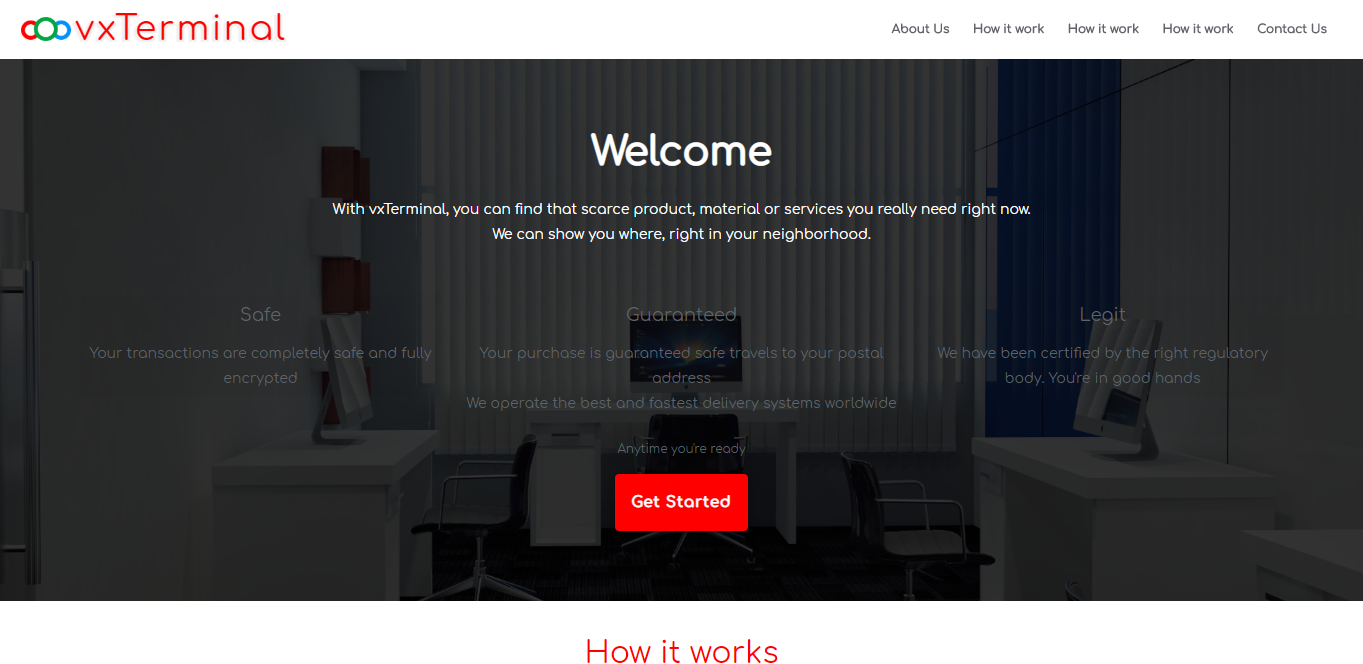 vxTerminal
About Us
How it work
How it work
How it work
Contact Us
Welcome
With vxTerminal, you can find that scarce product, material or services you really need right now.
We can show you where, right in your neighborhood.
Safe
Your transactions are completely safe and fully
encrypted
Guaranteed
Your purchase is guaranteed safe travels to your postal
address
We operate the best and fastest delivery systems worldwide
Legit
We have been certified by the right regulatory
body. You're in good hands
Anytime you're ready
Get Started
How it works